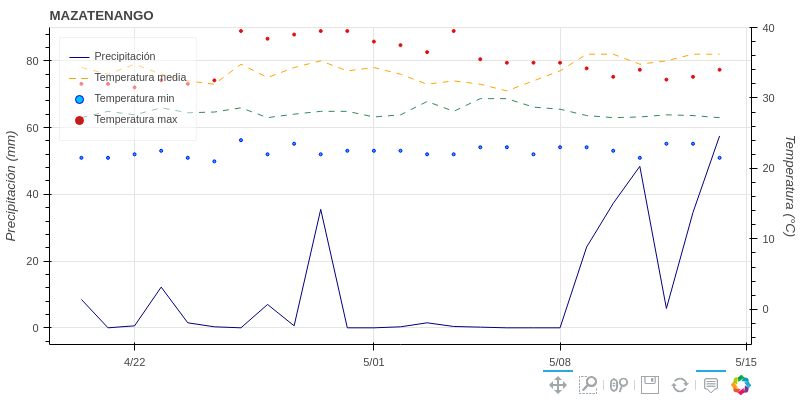 MAZATENANGO
Precipitación
Temperatura media
Temperatura min
Temperatura max
Precipitación (mm)
80
60
40
20
0
Temperatura (°C)
40
30
20
10
0
4/22
5/01
5/08
5/15